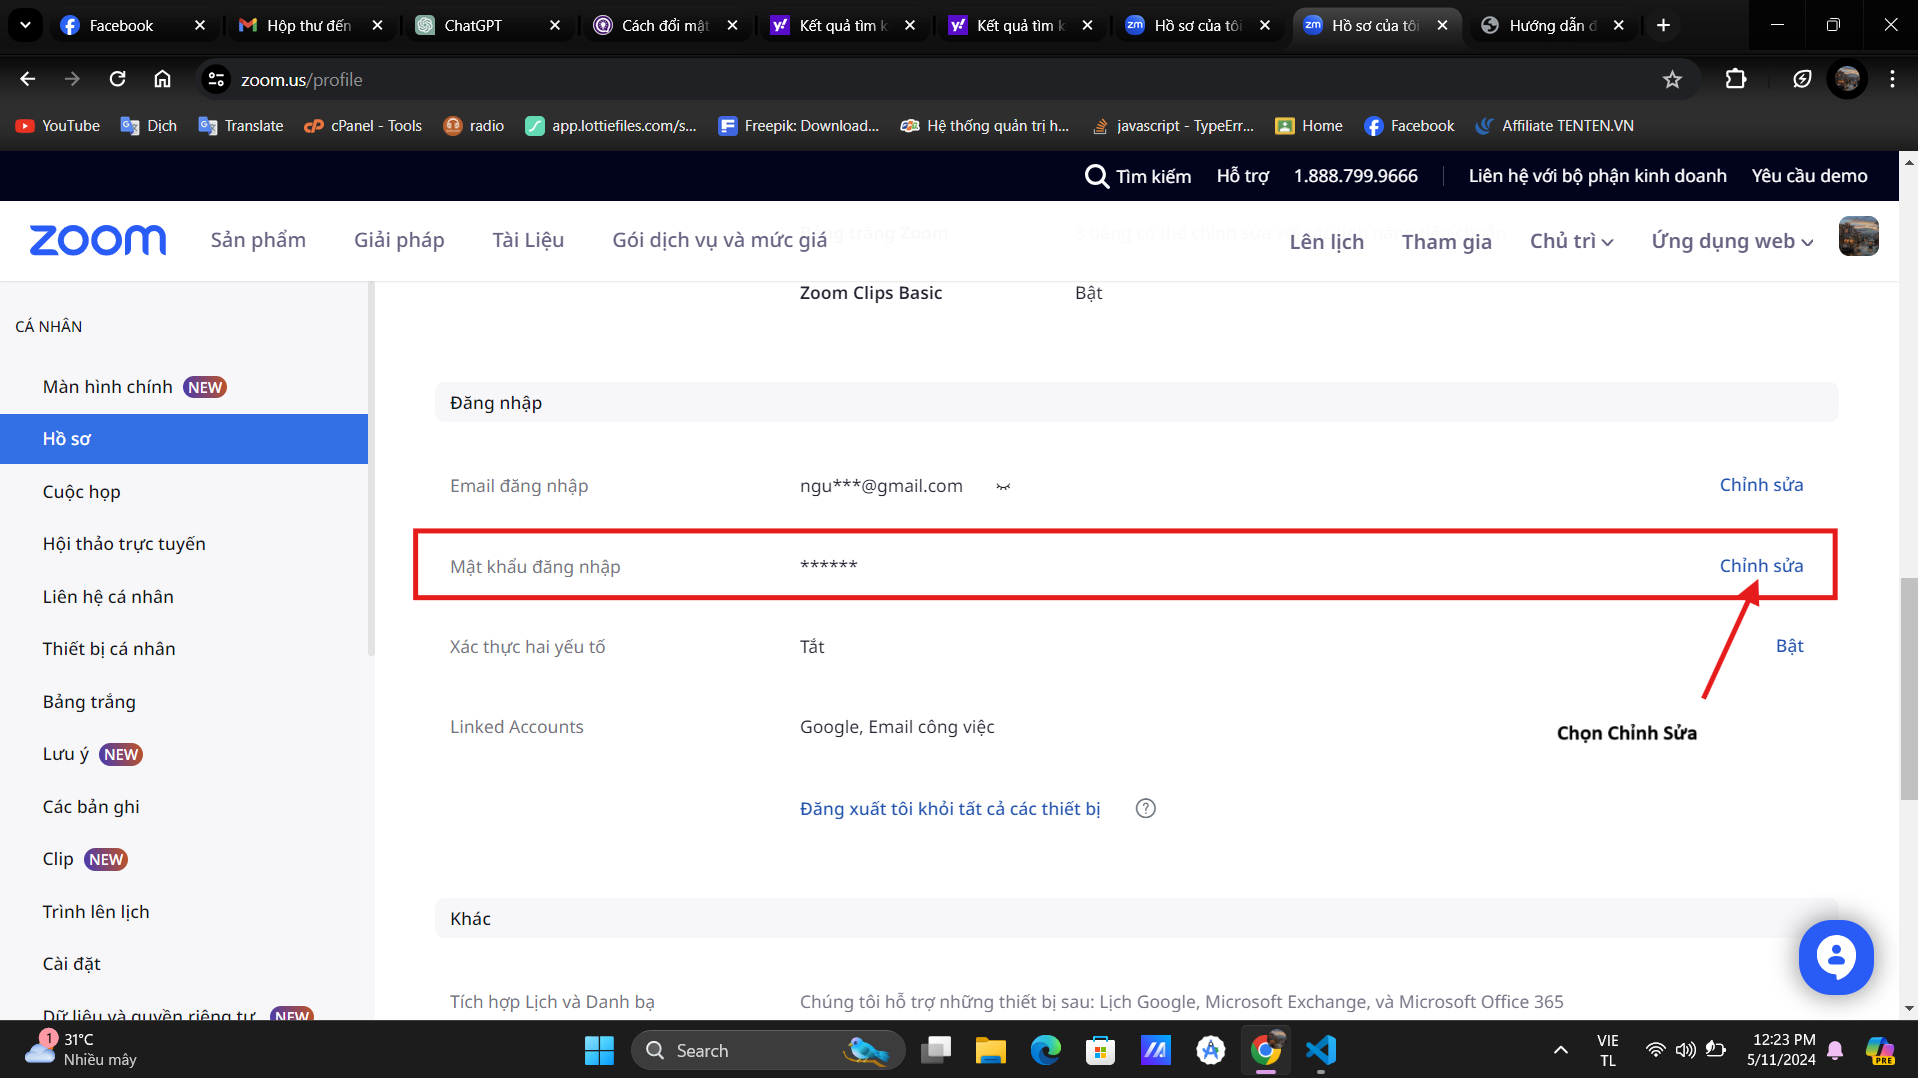 Facebook
Hộp thư đến
ChatGPT
Cách đổi mật
Kết quả tìm k
Kết quả tìm k
Hồ sơ của tôi
Hồ sơ của tôi
Hướng dẫn đ
zoom.us/profile
YouTube
Dịch
Translate
cPanel - Tools
radio
app.lottiefiles.com/s...
Freepik: Download...
Hệ thống quản trị h...
javascript - TypeErr...
Home
Facebook
Affiliate TENTEN.VN
Tìm kiếm
Hỗ trợ
1.888.799.9666
Liên hệ với bộ phận kinh doanh
Yêu cầu demo
zoom
Sản phẩm
Giải pháp
Tài Liệu
Gói dịch vụ và mức giá
Lên lịch
Tham gia
Chủ trì
Ứng dụng web
Zoom Clips Basic
Bật
CÁ NHÂN
Màn hình chính NEW
Hồ sơ
Cuộc họp
Hội thảo trực tuyến
Liên hệ cá nhân
Thiết bị cá nhân
Bảng trắng
Lưu ý NEW
Các bản ghi
Clip NEW
Trình lên lịch
Cài đặt
Dữ liệu và quyền riêng tư NEW
Đăng nhập
Email đăng nhập
ngu***@gmail.com
Chỉnh sửa
Mật khẩu đăng nhập
******
Chỉnh sửa
Xác thực hai yếu tố
Tắt
Bật
Linked Accounts
Google, Email công việc
Chọn Chỉnh Sửa
Đăng xuất tôi khỏi tất cả các thiết bị
?
Khác
Tích hợp Lịch và Danh bạ
Chúng tôi hỗ trợ những thiết bị sau: Lịch Google, Microsoft Exchange, và Microsoft Office 365
1
31°C
Nhiều mây
Search
VIE
TL
12:23 PM
5/11/2024
PRE